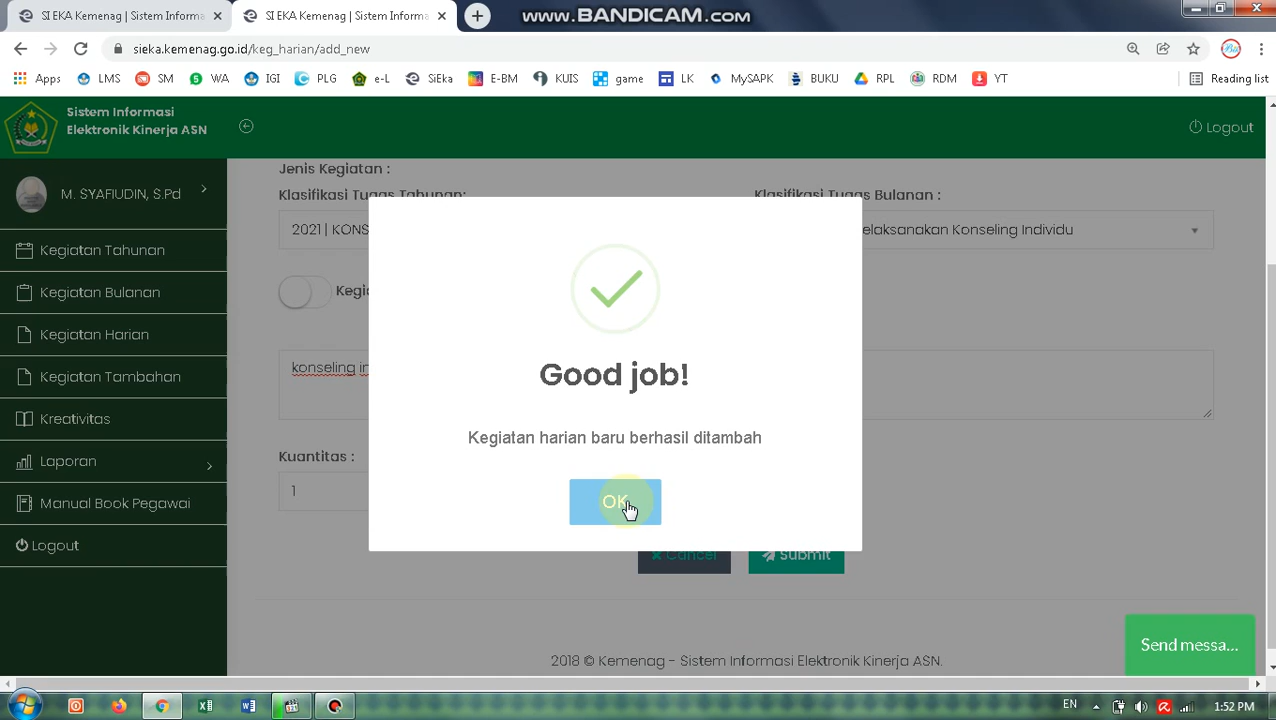 SI EKA Kemenag | Sistem Informa
SI EKA Kemenag | Sistem Informa
www.BANDICAM.com
sieka.kemenag.go.id/keg_harian/add_new
Apps LMS SM WA IGI PLG e-L SiEka E-BM KUIS game LK MySAPK BUKU RPL RDM YT Reading list
Sistem Informasi
Elektronik Kinerja ASN
Logout
M. SYAFIUDIN, S.Pd
Kegiatan Tahunan
Kegiatan Bulanan
Kegiatan Harian
Kegiatan Tambahan
Kreativitas
Laporan
Manual Book Pegawai
Logout
Jenis Kegiatan :
Klasifikasi Tugas Tahunan: Klasifikasi Tugas Bulanan :
2021 | KONS elaksanakan Konseling Individu
Kegi
konseling in
Kuantitas :
1
Good job!
Kegiatan harian baru berhasil ditambah
OK
Cancel Submit
2018 © Kemenag - Sistem Informasi Elektronik Kinerja ASN.
Send messa...
EN 1:52 PM